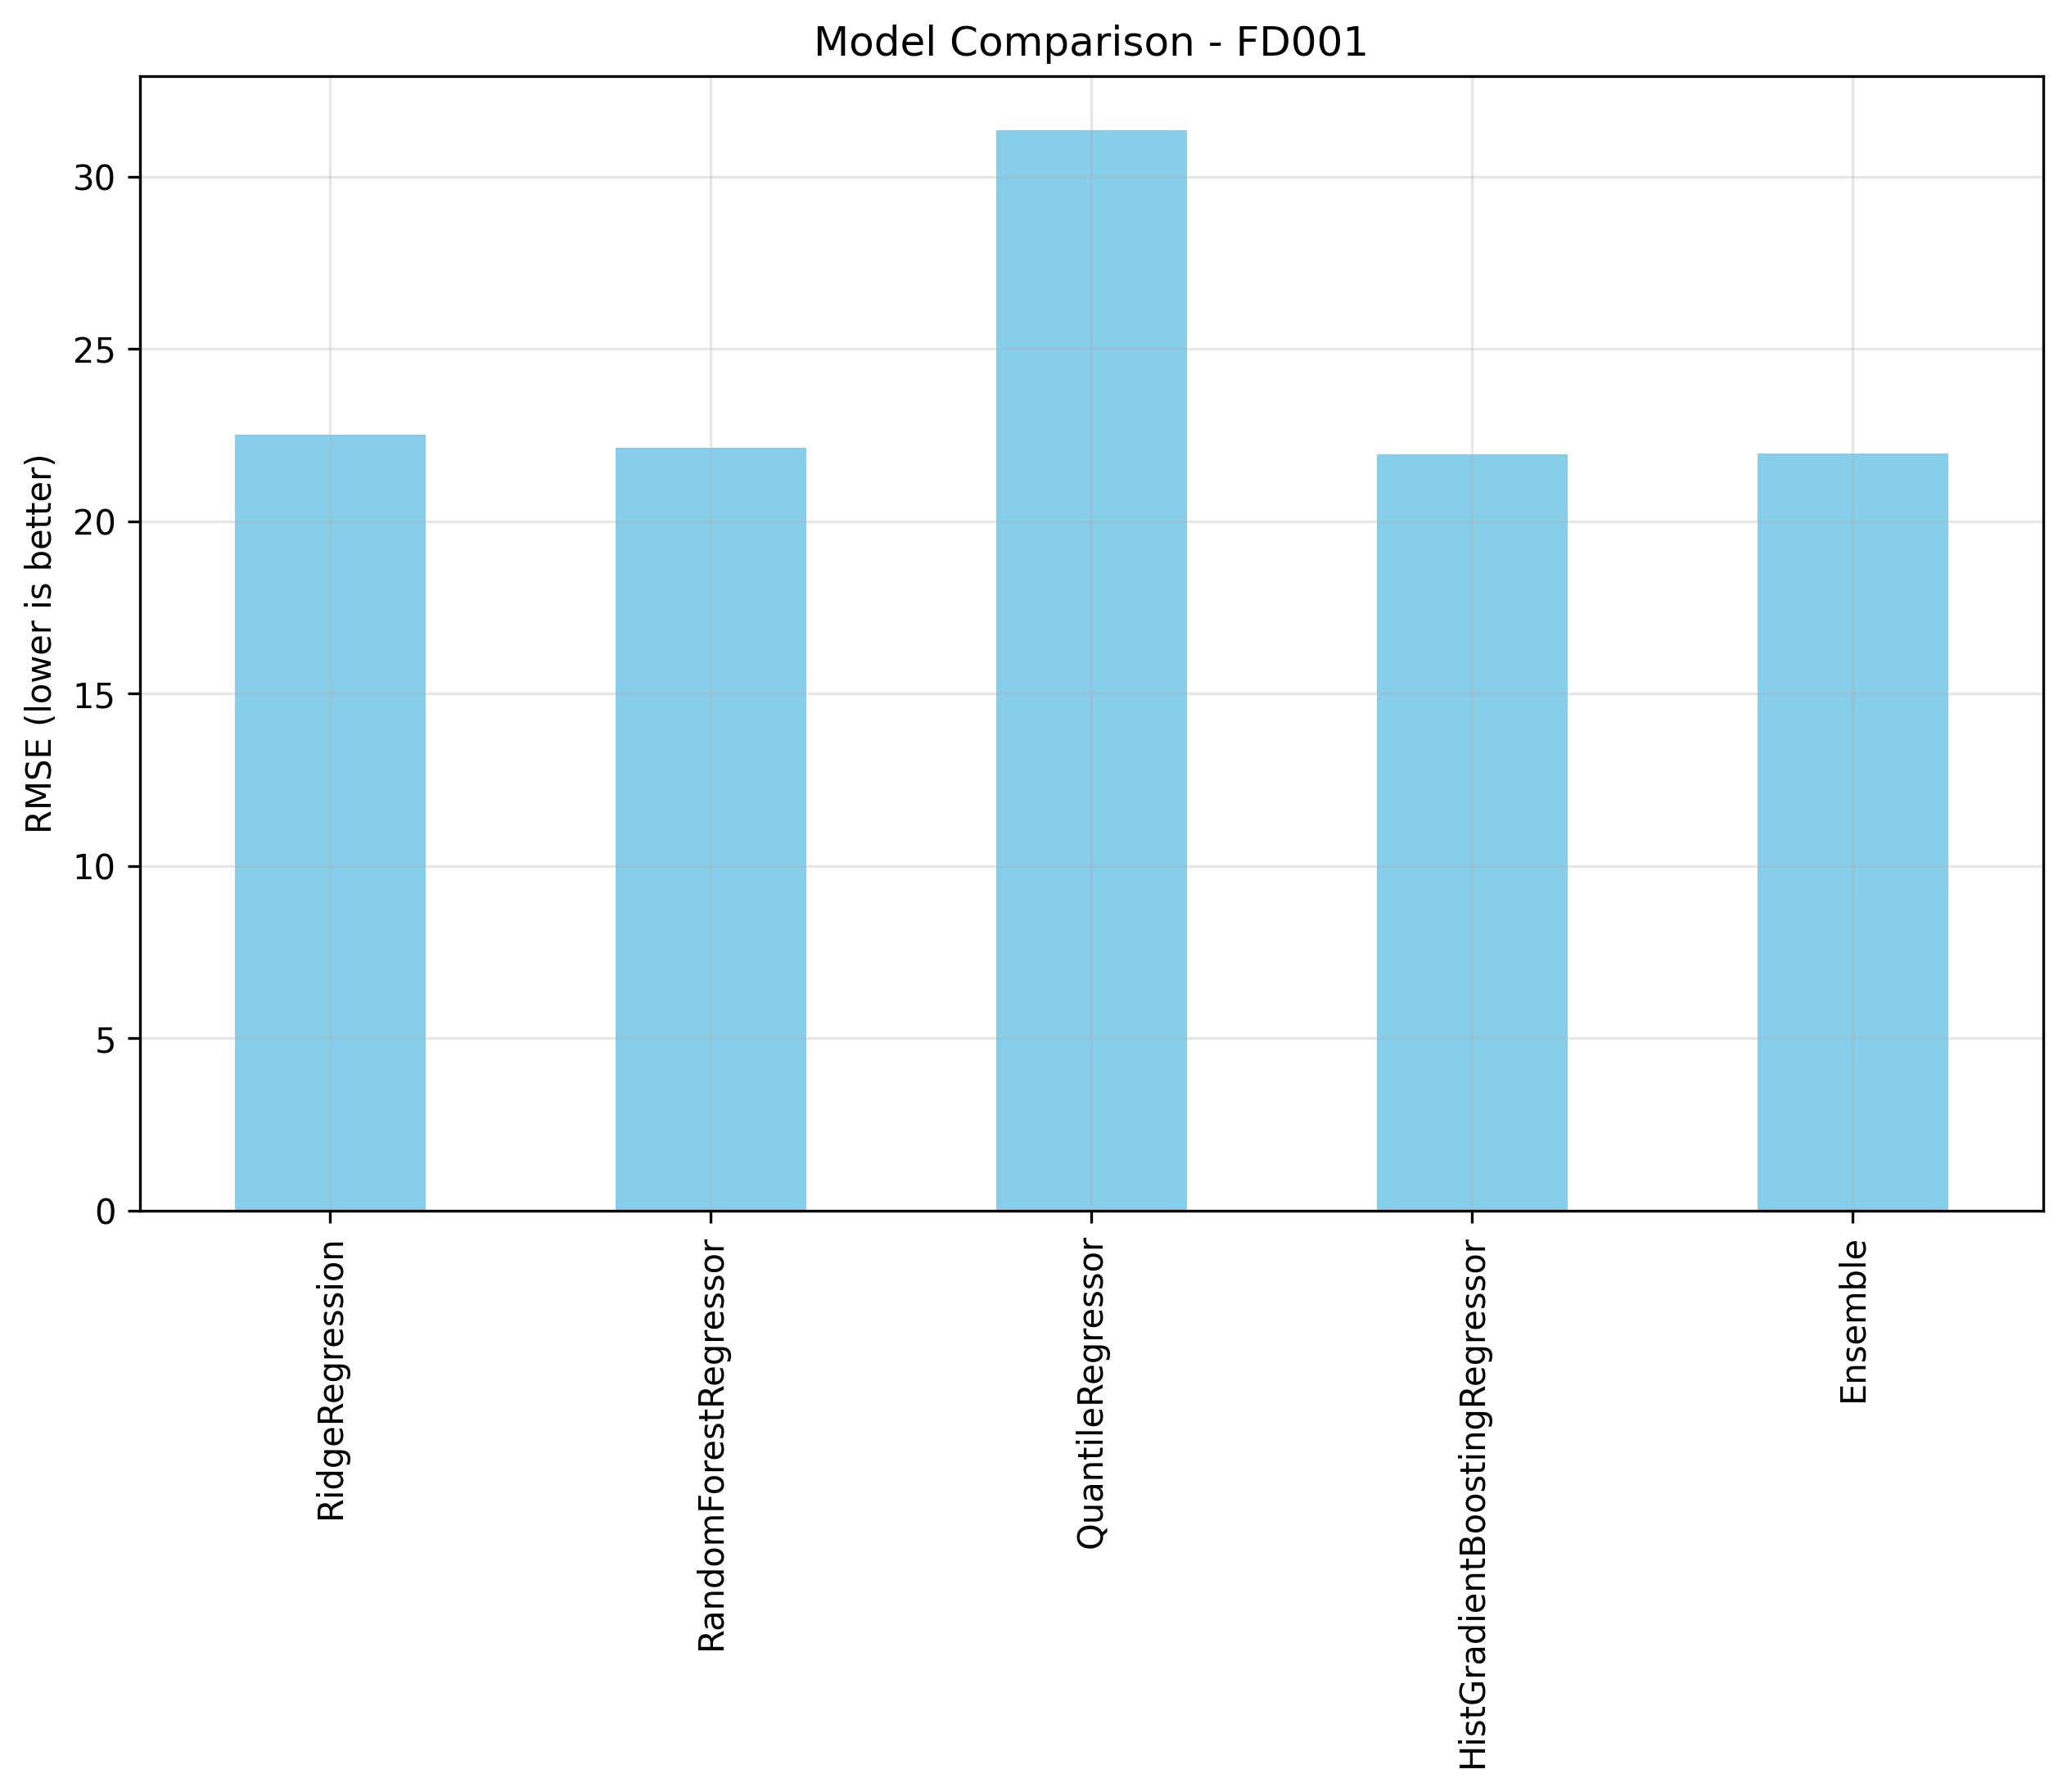 Model Comparison - FD001
RMSE (lower is better)
30
25
20
15
10
5
0
RidgeRegression
RandomForestRegressor
QuantileRegressor
HistGradientBoostingRegressor
Ensemble